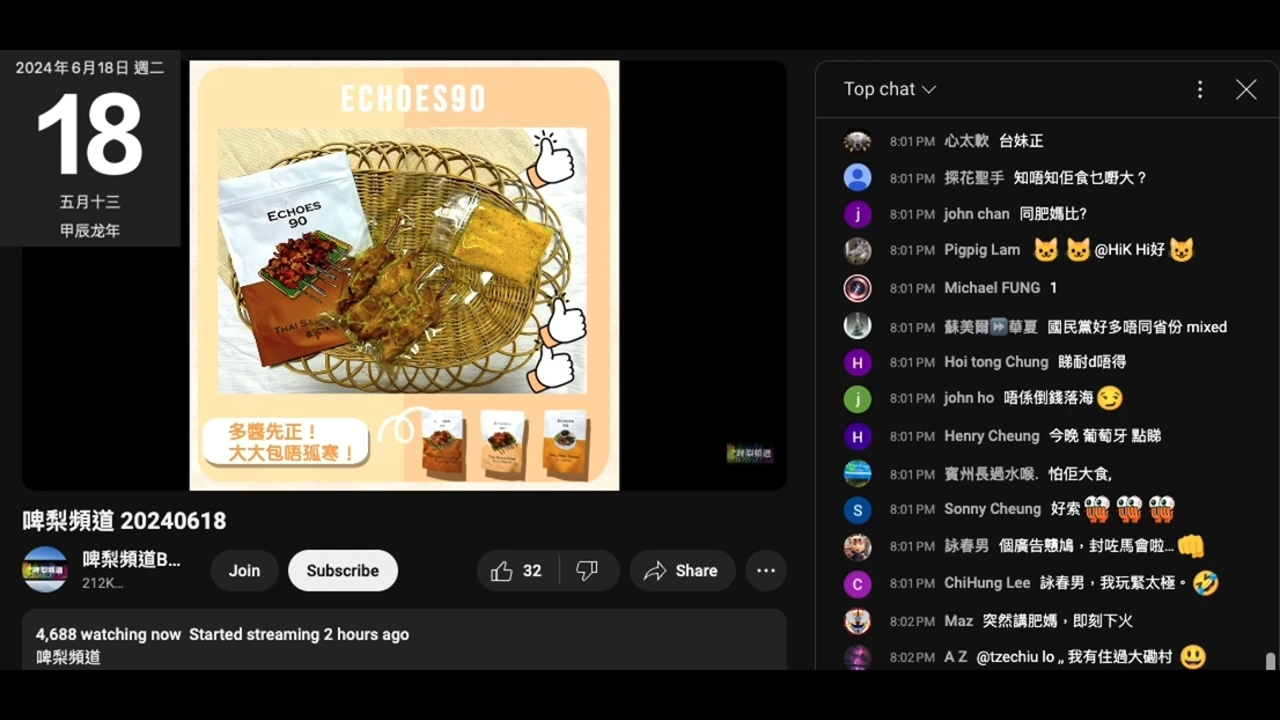 2024年6月18日 週二
18
五月十三
甲辰龙年
ECHOES90
ECHOES
90
THAI
多醬先正！
大大包唔孤寒！
啤梨頻道
啤梨頻道 20240618
啤梨頻道B...
212K...
Join
Subscribe
32
Share
4,688 watching now Started streaming 2 hours ago
啤梨頻道
Top chat
8:01 PM 心太軟 台妹正
8:01 PM 探花聖手 知唔知佢食乜嘢大？
8:01 PM john chan 同肥媽比?
8:01 PM Pigpig Lam 😺 😺 @HiK Hi好 😺
8:01 PM Michael FUNG 1
8:01 PM 蘇美爾⏩華夏 國民黨好多唔同省份 mixed
8:01 PM Hoi tong Chung 睇耐d唔得
8:01 PM john ho 唔係倒錢落海 😏
8:01 PM Henry Cheung 今晚 葡萄牙 點睇
8:01 PM 賓州長過水喉. 怕佢大食,
8:01 PM Sonny Cheung 好索
8:01 PM 詠春男 個廣告戇鳩，封咗馬會啦... 👊
8:01 PM ChiHung Lee 詠春男，我玩緊太極。🤣
8:02 PM Maz 突然講肥媽，即刻下火
8:02 PM A Z @tzechiu lo ,, 我有住過大磡村 😃